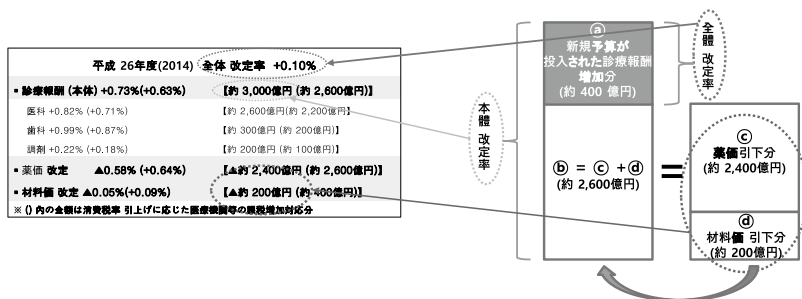 平成 26年度(2014) 全体 改定率 +0.10%
▪ 診療報酬 (本体) +0.73%(+0.63%) 【約 3,000億円 (約 2,600億円)】
医科 +0.82% (+0.71%) 【約 2,600億円(約 2,200億円)】
歯科 +0.99% (+0.87%) 【約 300億円 (約 200億円)】
調剤 +0.22% (+0.18%) 【約 200億円 (約 100億円)】
▪ 薬価 改定 ▲0.58% (+0.64%) 【▲約 2,400億円 (約 2,600億円)】
▪ 材料価 改定 ▲0.05%(+0.09%) 【▲約 200億円 (約 400億円)】
※ () 内の金額は消費税率 引上げに応じた医療機関等の
増加対応分
本體 改定率
ⓐ
新規予算が
投入された診療報酬
増加分
(約 400 億円)
全體 改定率
ⓑ = ⓒ +ⓓ
(約 2,600億円)
=
ⓒ
薬価引下分
(約 2,400億円)
ⓓ
材料価 引下分
(約 200億円)